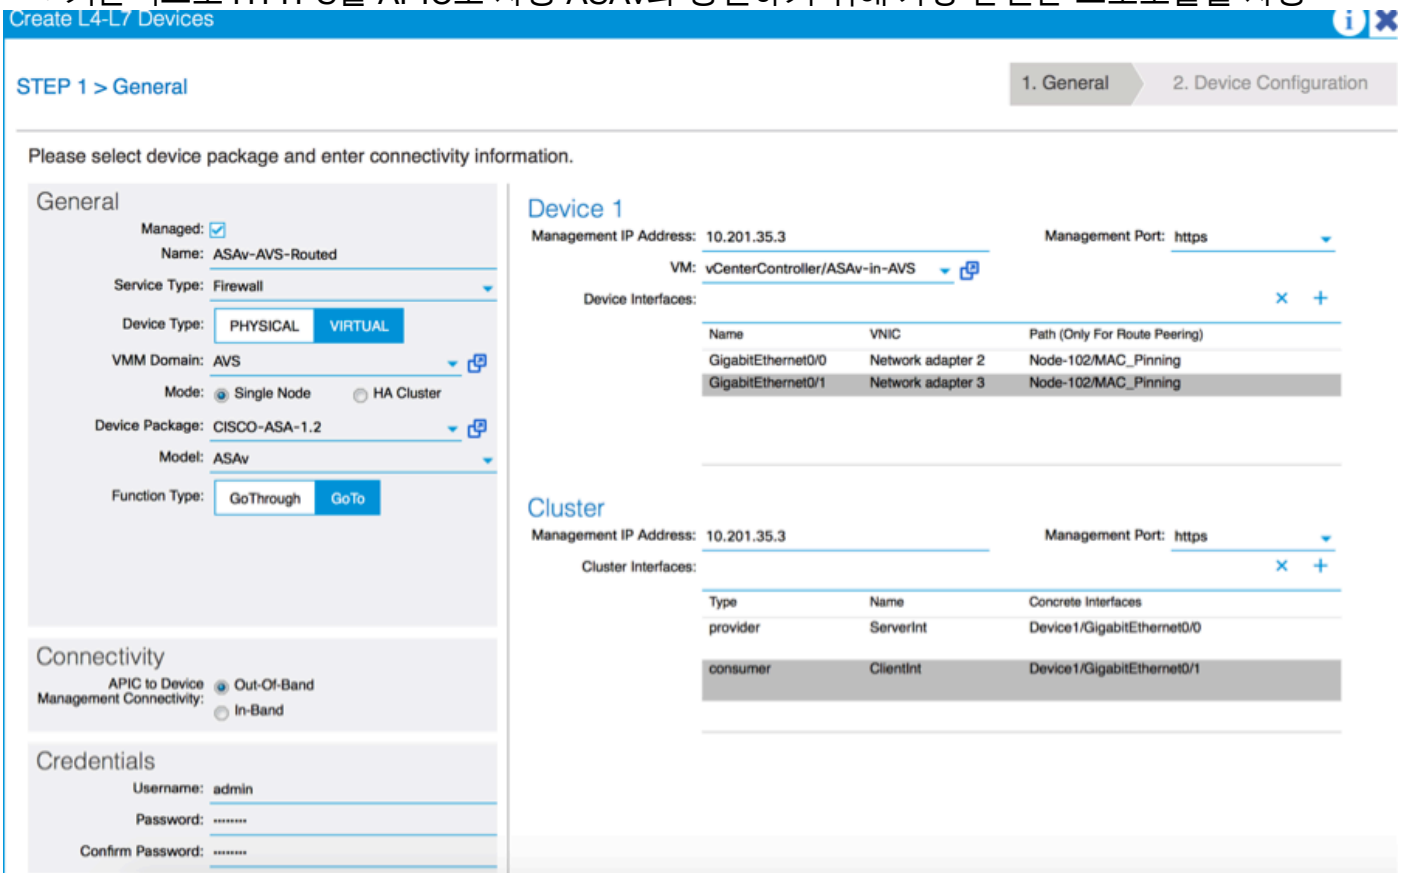 Create L4-L7 Devices
i
STEP 1 > General
1. General
2. Device Configuration
Please select device package and enter connectivity information.
General
Managed:
Name: ASAv-AVS-Routed
Service Type: Firewall
Device Type: PHYSICAL VIRTUAL
VMM Domain: AVS
Mode: Single Node HA Cluster
Device Package: CISCO-ASA-1.2
Model: ASAv
Function Type: GoThrough GoTo
Connectivity
APIC to Device
Management Connectivity:
Out-Of-Band
In-Band
Credentials
Username: admin
Password: ········
Confirm Password: ········
Device 1
Management IP Address: 10.201.35.3 Management Port: https
VM: vCenterController/ASAv-in-AVS
Device Interfaces:
Name VNIC Path (Only For Route Peering)
GigabitEthernet0/0 Network adapter 2 Node-102/MAC_Pinning
GigabitEthernet0/1 Network adapter 3 Node-102/MAC_Pinning
Cluster
Management IP Address: 10.201.35.3 Management Port: https
Cluster Interfaces:
Type Name Concrete Interfaces
provider ServerInt Device1/GigabitEthernet0/0
consumer ClientInt Device1/GigabitEthernet0/1